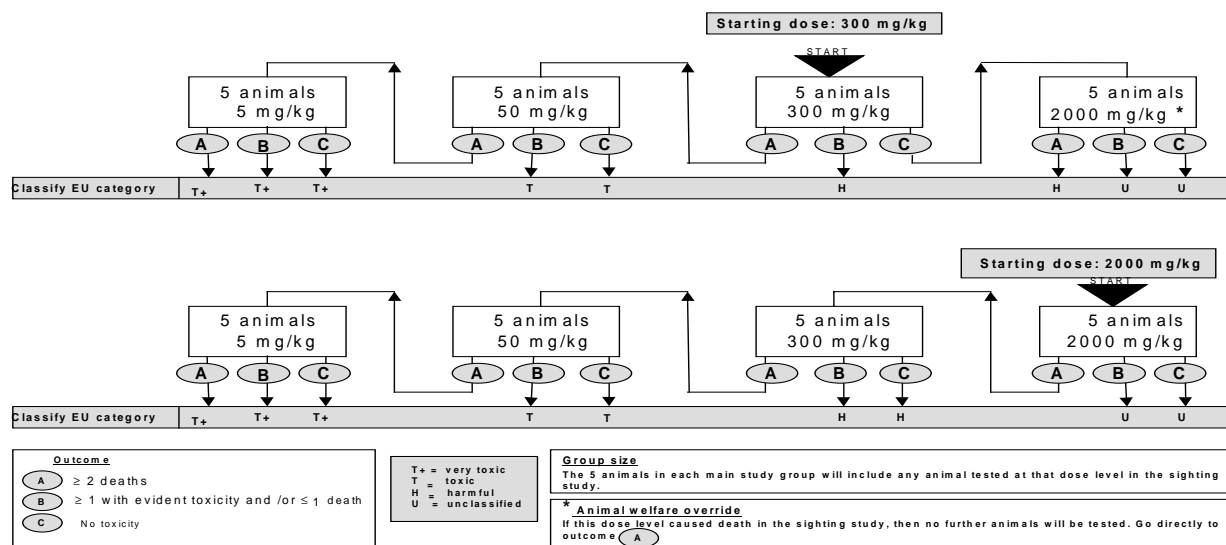 Starting dose: 300 mg/kg
START
5 animals
5 mg/kg
5 animals
50 mg/kg
5 animals
300 mg/kg
5 animals
2000 mg/kg *
A B C A B C A B C A B C
Classify EU category T+ T+ T+ T T H H U U
Starting dose: 2000 mg/kg
START
5 animals
5 mg/kg
5 animals
50 mg/kg
5 animals
300 mg/kg
5 animals
2000 mg/kg
A B C A B C A B C A B C
Classify EU category T+ T+ T+ T T H H U U
Outcome
A ≥ 2 deaths
B ≥ 1 with evident toxicity and /or ≤ 1 death
C No toxicity
T+ = very toxic
T = toxic
H = harmful
U = unclassified
Group size
The 5 animals in each main study group will include any animal tested at that dose level in the sighting
study.
* Animal welfare override
If this dose level caused death in the sighting study, then no further animals will be tested. Go directly to
outcome A